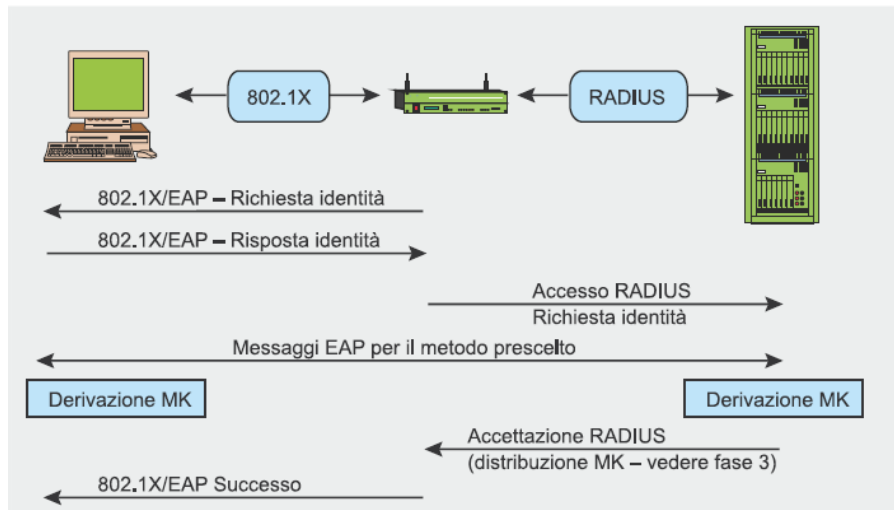 802.1X
RADIUS
802.1X/EAP – Richiesta identità
802.1X/EAP – Risposta identità
Accesso RADIUS
Richiesta identità
Messaggi EAP per il metodo prescelto
Derivazione MK
Derivazione MK
Accettazione RADIUS
(distribuzione MK – vedere fase 3)
802.1X/EAP Successo